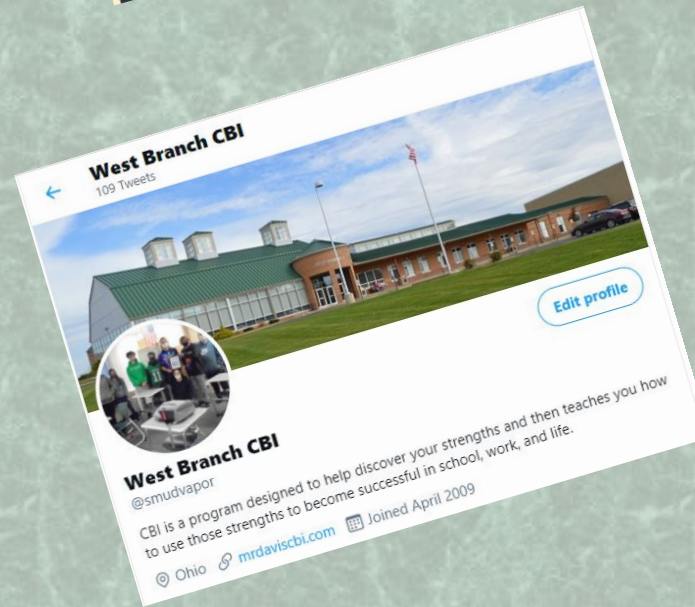 West Branch CBI
109 Tweets
Edit profile
West Branch CBI
@smudvapor
CBI is a program designed to help discover your strengths and then teaches you how
to use those strengths to become successful in school, work, and life.
Ohio mrdaviscbi.com Joined April 2009